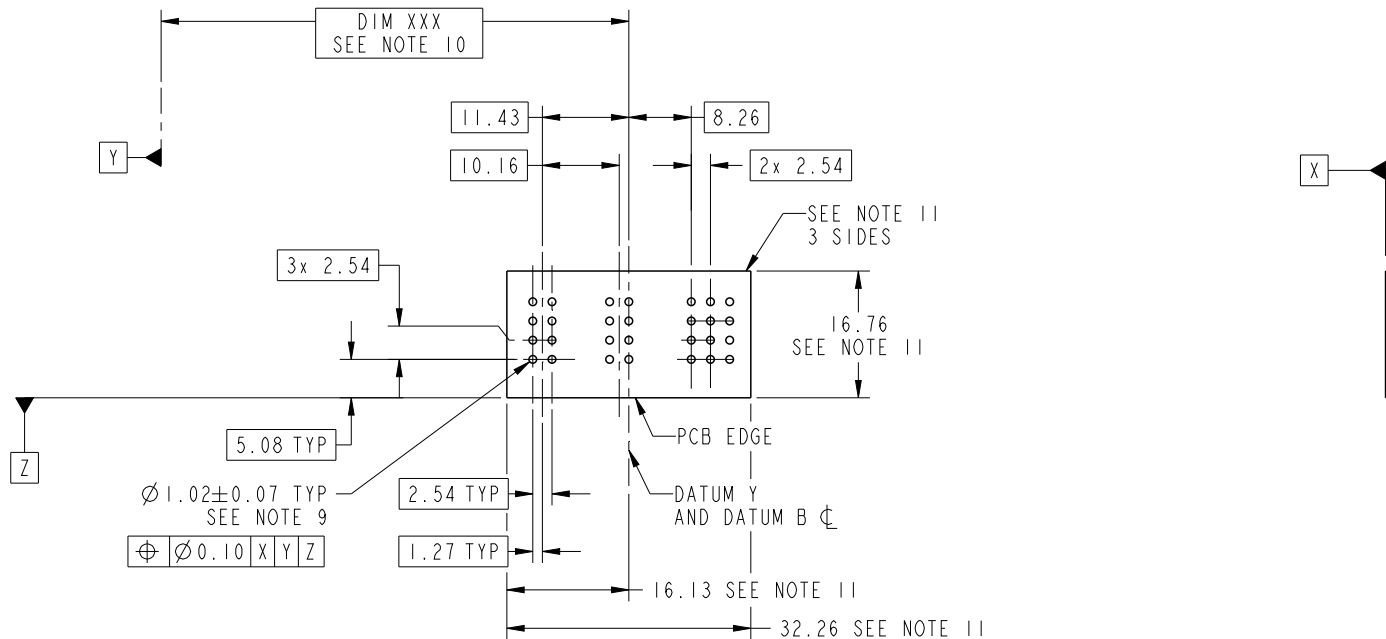 DIM XXX
SEE NOTE 10
11.43
8.26
Y
10.16
2x 2.54
X
SEE NOTE 11
3 SIDES
3x 2.54
16.76
SEE NOTE 11
5.08 TYP
PCB EDGE
Z
Ø1.02±0.07 TYP
SEE NOTE 9
2.54 TYP
DATUM Y
AND DATUM B ℄
⌖ Ø0.10 X Y Z
1.27 TYP
16.13 SEE NOTE 11
32.26 SEE NOTE 11